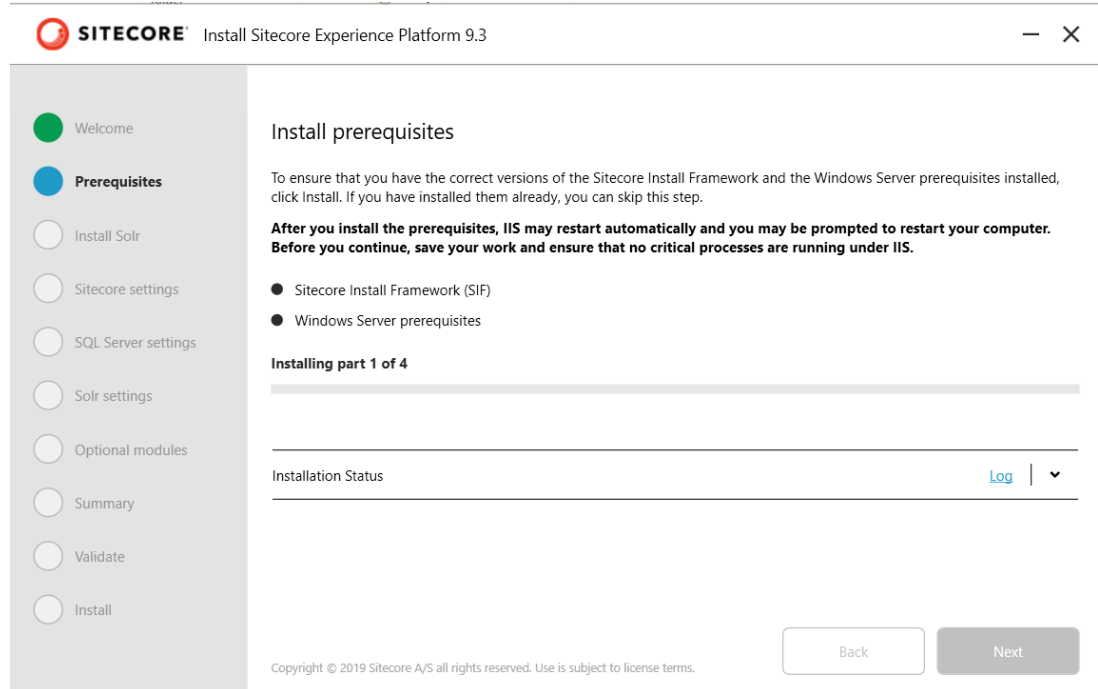 SITECORE Install Sitecore Experience Platform 9.3
Welcome
Prerequisites
Install Solr
Sitecore settings
SQL Server settings
Solr settings
Optional modules
Summary
Validate
Install
Install prerequisites
To ensure that you have the correct versions of the Sitecore Install Framework and the Windows Server prerequisites installed,
click Install. If you have installed them already, you can skip this step.
After you install the prerequisites, IIS may restart automatically and you may be prompted to restart your computer.
Before you continue, save your work and ensure that no critical processes are running under IIS.
Sitecore Install Framework (SIF)
Windows Server prerequisites
Installing part 1 of 4
Installation Status Log
Back Next
Copyright © 2019 Sitecore A/S all rights reserved. Use is subject to license terms.